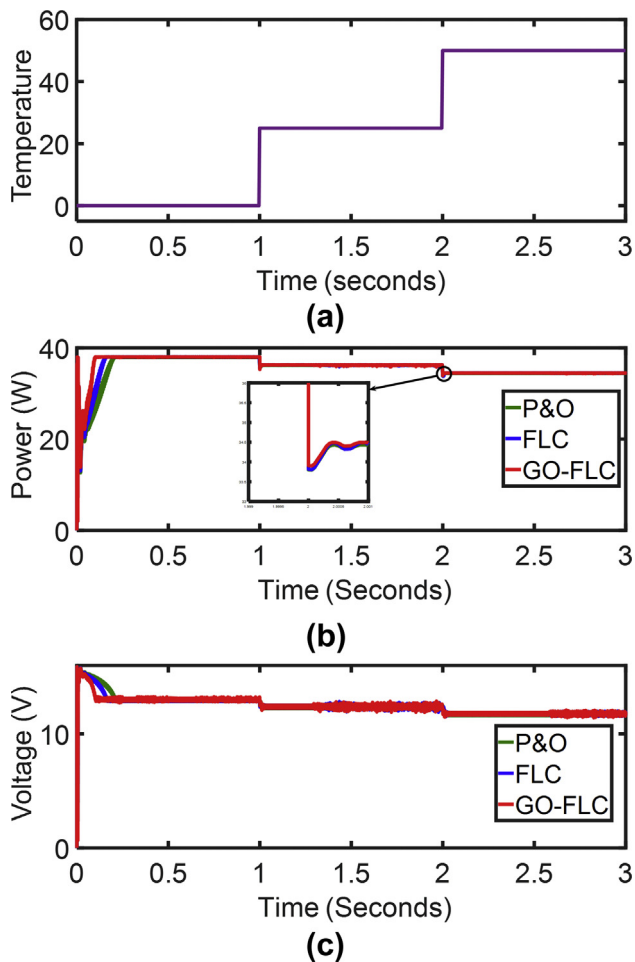 60
40
20
0
Temperature
0 0.5 1 1.5 2 2.5 3
Time (seconds)
(a)
40
20
0
Power (W)
P&O
FLC
GO-FLC
0 0.5 1 1.5 2 2.5 3
Time (Seconds)
(b)
10
0
Voltage (V)
P&O
FLC
GO-FLC
0 0.5 1 1.5 2 2.5 3
Time (Seconds)
(c)